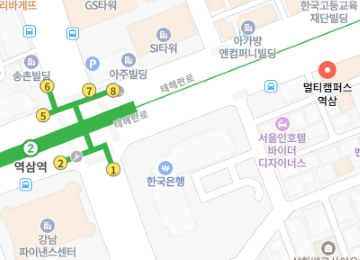 리바게뜨
GS타워
한국고등교육
재단빌딩
SI타워
아가방
앤컴퍼니빌딩
송촌빌딩
아주빌딩
P
6
7
8
5
테헤란로
테헤란로
멀티캠퍼스
역삼
2
역삼역
2
1
서울인호텔
바이더
디자이너스
한국은행
강남
파이낸스센터